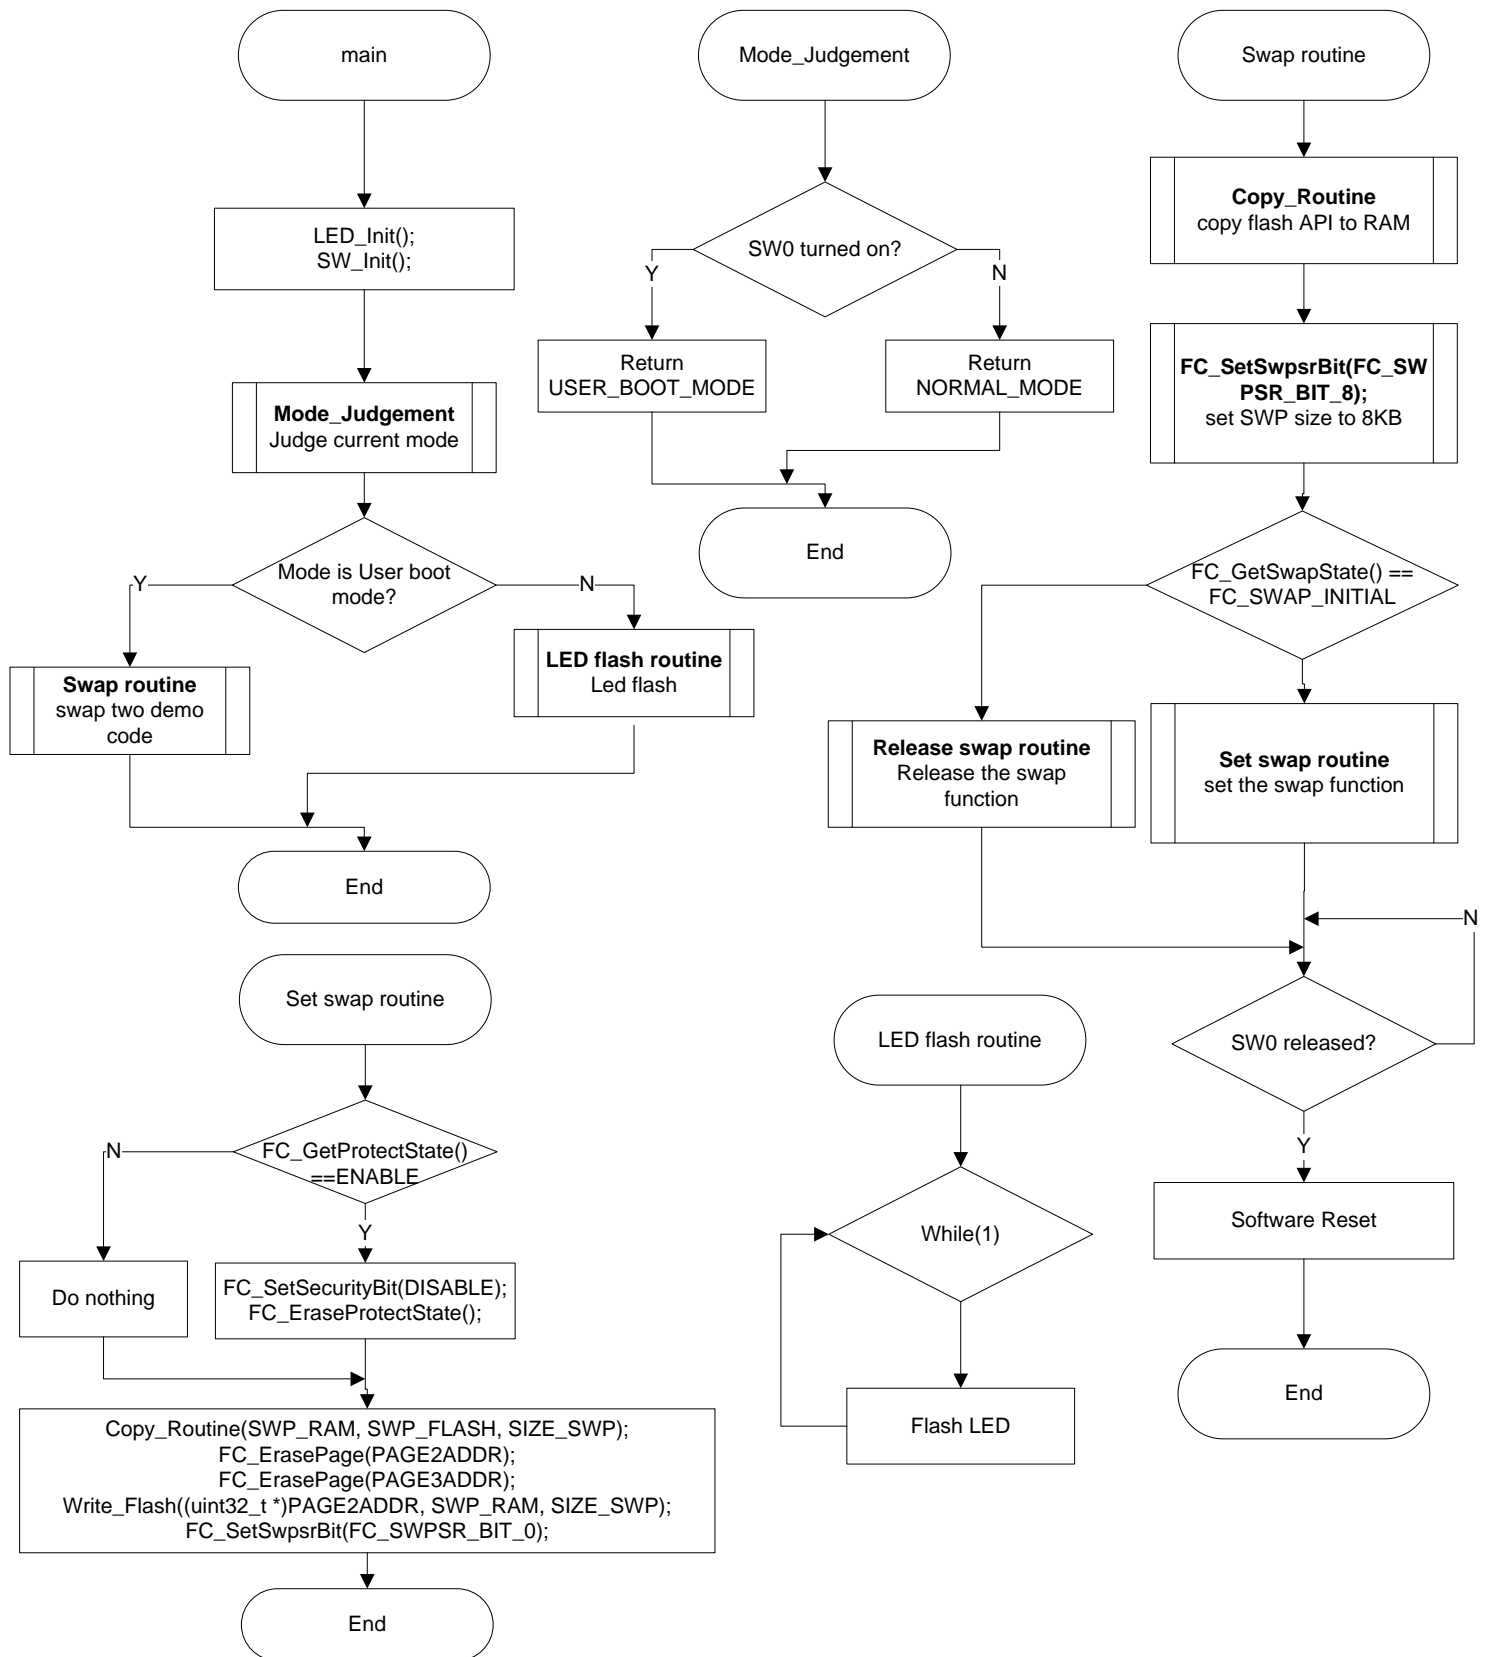 main
LED_Init();
SW_Init();
Mode_Judgement
Judge current mode
Mode is User boot
mode?
Y
N
Swap routine
swap two demo
code
LED flash routine
Led flash
End
Mode_Judgement
SW0 turned on?
Y
N
Return
USER_BOOT_MODE
Return
NORMAL_MODE
End
Swap routine
Copy_Routine
copy flash API to RAM
FC_SetSwpsrBit(FC_SW
PSR_BIT_8);
set SWP size to 8KB
FC_GetSwapState() ==
FC_SWAP_INITIAL
Release swap routine
Release the swap
function
Set swap routine
set the swap function
N
SW0 released?
Y
Software Reset
End
Set swap routine
FC_GetProtectState()
==ENABLE
N
Y
Do nothing
FC_SetSecurityBit(DISABLE);
FC_EraseProtectState();
Copy_Routine(SWP_RAM, SWP_FLASH, SIZE_SWP);
FC_ErasePage(PAGE2ADDR);
FC_ErasePage(PAGE3ADDR);
Write_Flash((uint32_t *)PAGE2ADDR, SWP_RAM, SIZE_SWP);
FC_SetSwpsrBit(FC_SWPSR_BIT_0);
End
LED flash routine
While(1)
Flash LED